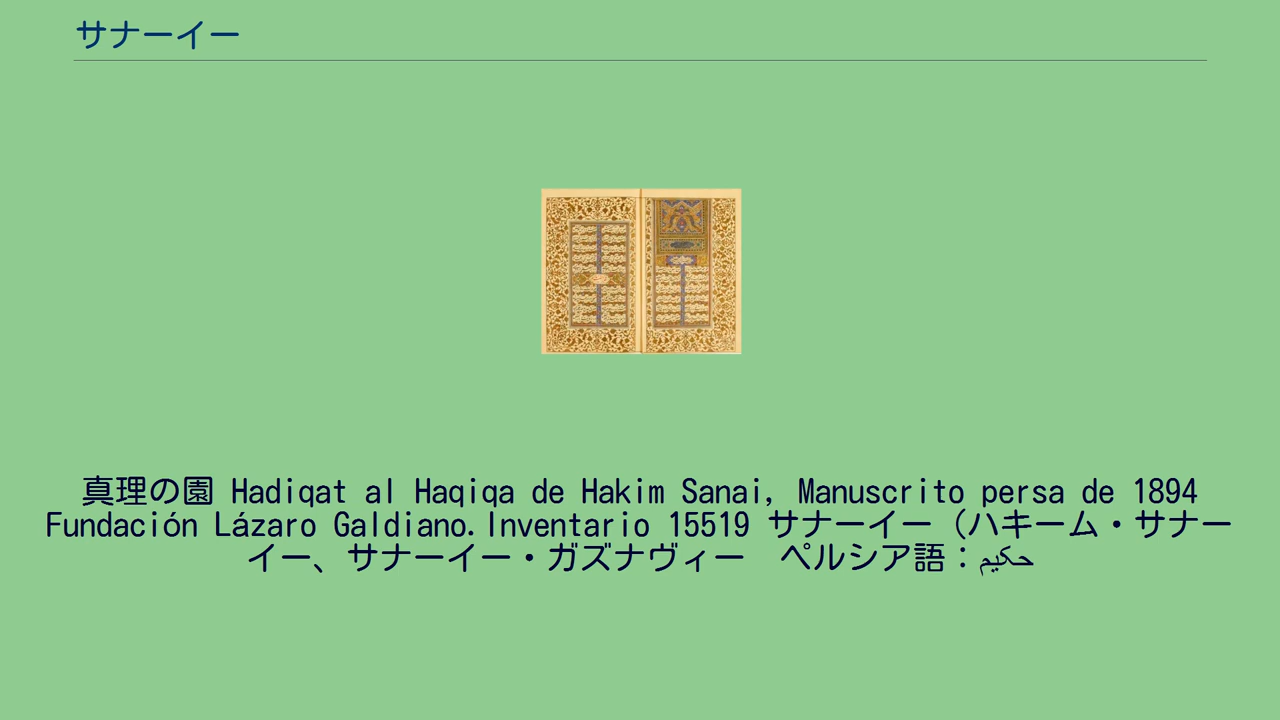 サナーイー
真理の園 Hadiqat al Haqiqa de Hakim Sanai, Manuscrito persa de 1894
Fundación Lázaro Galdiano.Inventario 15519 サナーイー（ハキーム・サナー
イー、サナーイー・ガズナヴィー　ペルシア語：حکیم